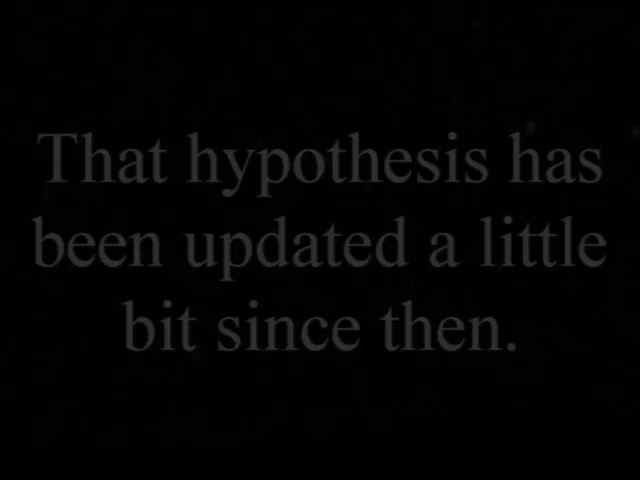 That hypothesis has
been updated a little
bit since then.